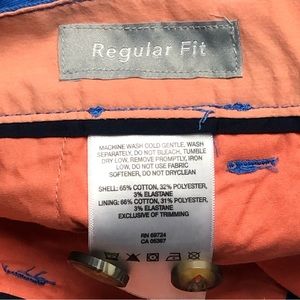 Regular Fit
MACHINE WASH COLD GENTLE, WASH
SEPARATELY, DO NOT BLEACH, TUMBLE
DRY LOW, REMOVE PROMPTLY, IRON
LOW, DO NOT USE FABRIC
SOFTENER, DO NOT DRYCLEAN
SHELL: 65% COTTON, 32% POLYESTER,
3% ELASTANE
LINING: 66% COTTON, 31% POLYESTER,
3% ELASTANE
EXCLUSIVE OF TRIMMING
RN 69724
CA 05367